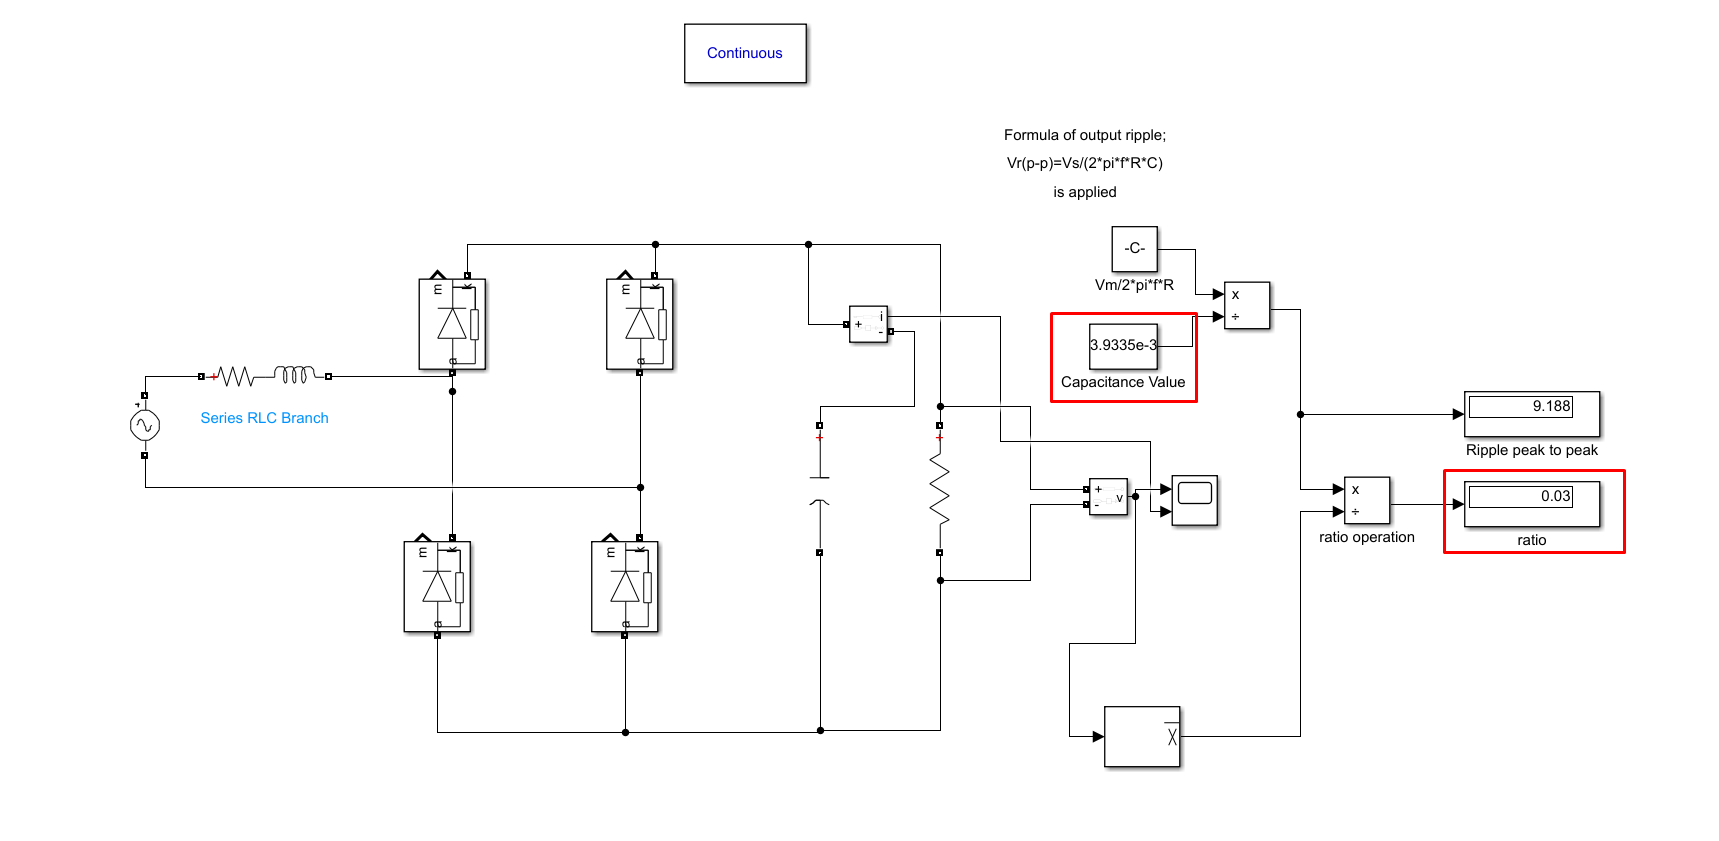 Continuous
Formula of output ripple;
Vr(p-p)=Vs/(2*pi*f*R*C)
is applied
-C-
Vm/2*pi*f*R
x
÷
3.9335e-3
Capacitance Value
m
k
a
m
k
a
i
+
-
+
Series RLC Branch
+
+
+
9.188
Ripple peak to peak
+
-
v
x
÷
ratio operation
0.03
ratio
m
k
a
m
k
a
X